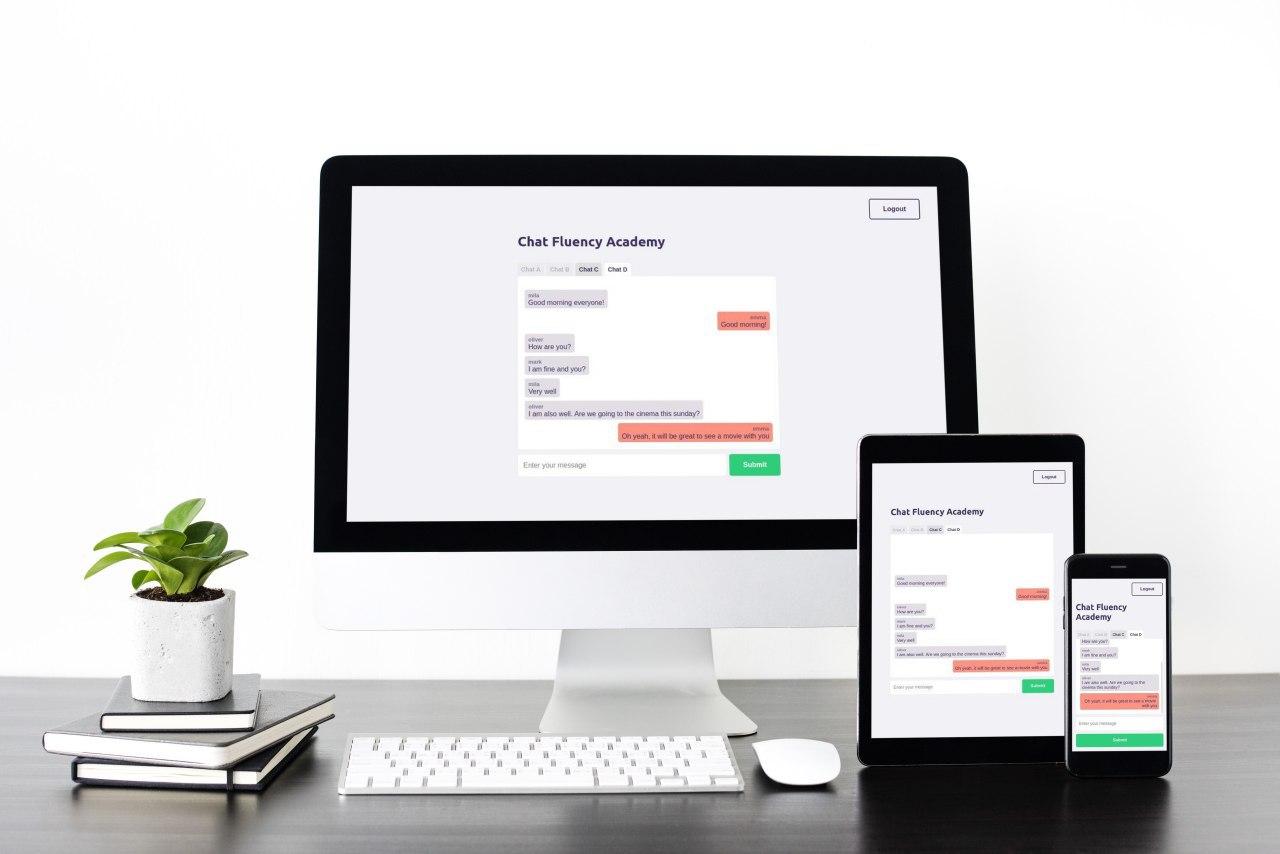 Logout
Chat Fluency Academy
Chat A Chat B Chat C Chat D
mila
Good morning everyone!
emma
Good morning!
oliver
How are you?
mark
I am fine and you?
mila
Very well
oliver
I am also well. Are we going to the cinema this sunday?
emma
Oh yeah, it will be great to see a movie with you
Enter your message
Submit
Logout
Chat Fluency Academy
Chat A Chat B Chat C Chat D
mila
Good morning everyone!
emma
Good morning!
oliver
How are you?
mark
I am fine and you?
mila
Very well
oliver
I am also well. Are we going to the cinema this sunday?
emma
Oh yeah, it will be great to see a movie with you
Enter your message
Submit
Logout
Chat Fluency
Academy
Chat A Chat B Chat C Chat D
How are you?
mark
I am fine and you?
mila
Very well
oliver
I am also well. Are we going to the
cinema this sunday?
emma
Oh yeah, it will be great to see a movie
with you
Enter your message
Submit